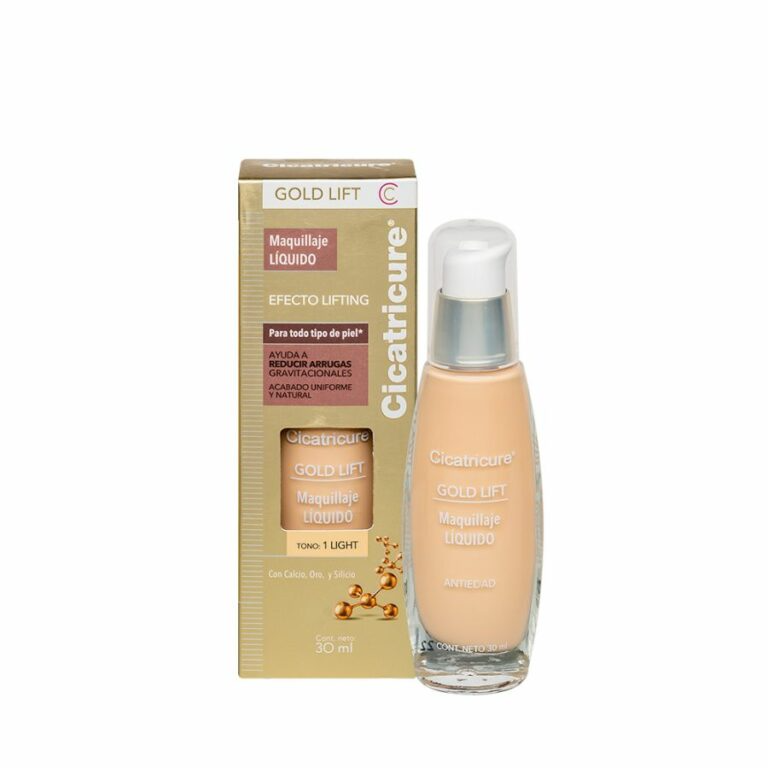 Cicatricure®
GOLD LIFT
Maquillaje
LÍQUIDO
EFECTO LIFTING
Para todo tipo de piel*
AYUDA A
REDUCIR ARRUGAS
GRAVITACIONALES
ACABADO UNIFORME
Y NATURAL
Cicatricure®
Cicatricure
GOLD LIFT
Maquillaje
LÍQUIDO
TONO: 1 LIGHT
Con Calcio, Oro, y Silicio
Cont. neto:
30 ml
Cicatricure®
GOLD LIFT
Maquillaje
LÍQUIDO
ANTIEDAD
CONT. NETO 30 ml